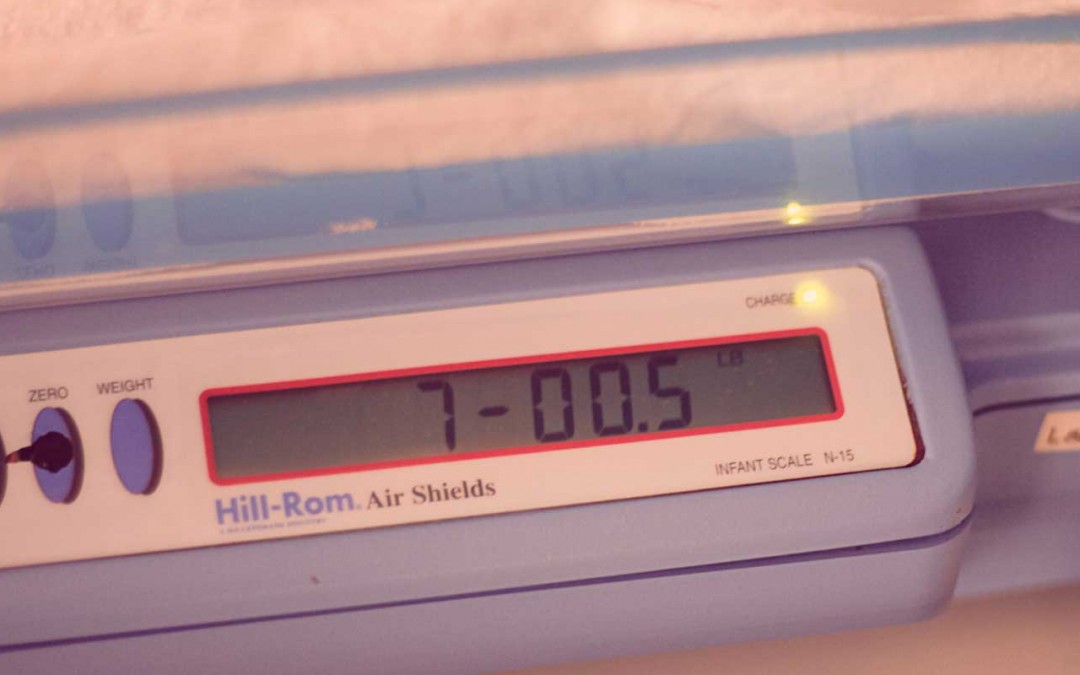 CHARGE
ZERO WEIGHT
7-00.5 LB
INFANT SCALE N-15
Hill-Rom® Air Shields